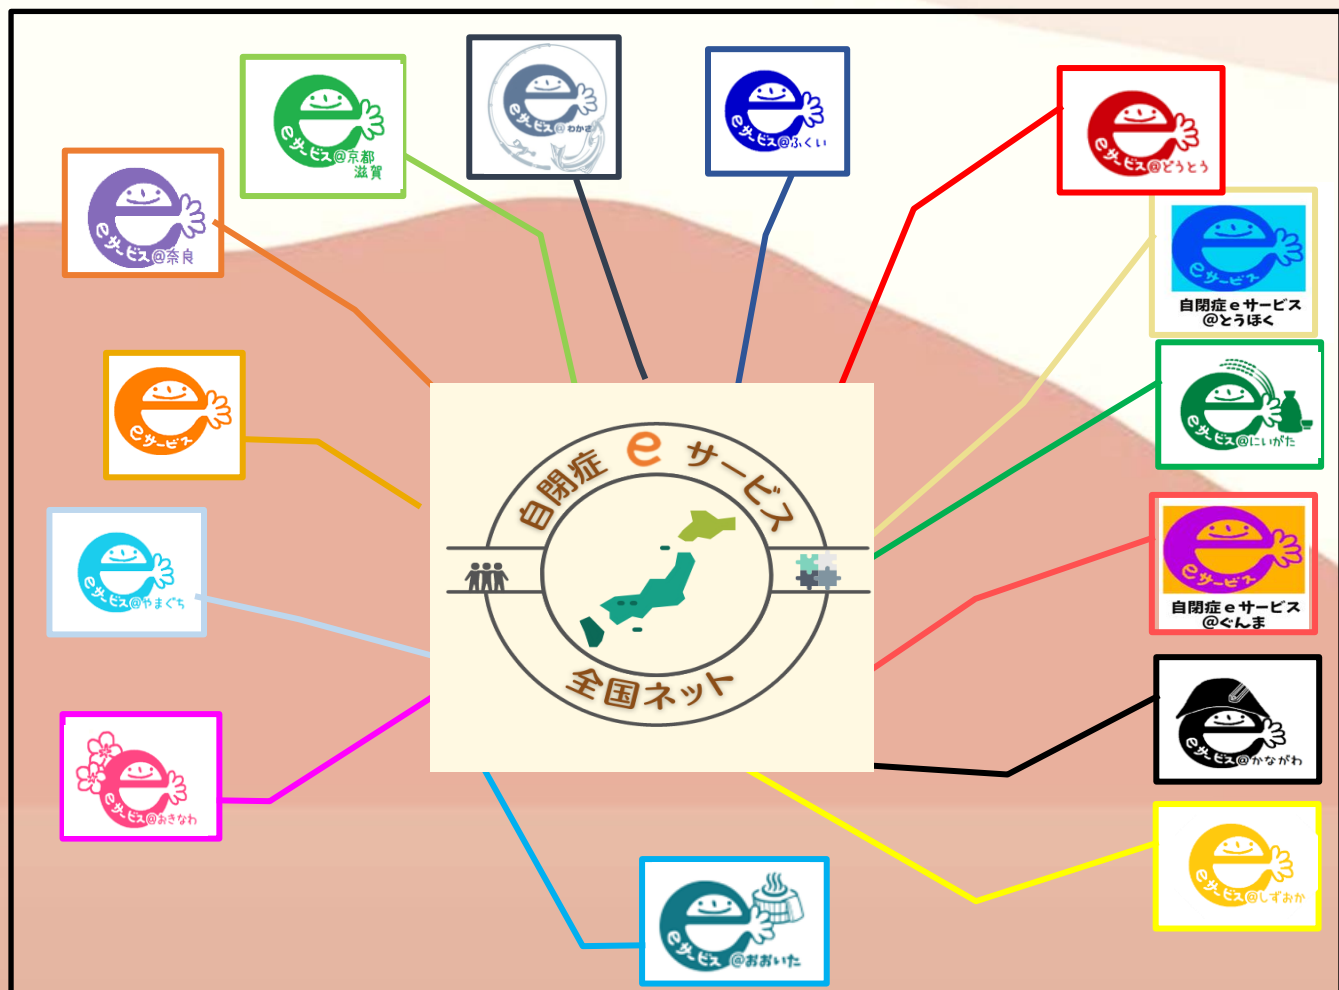 eサービス@京都
滋賀
eサービス@わかさ
eサービス@ふくい
eサービス@どうとう
eサービス@奈良
eサービス
自閉症eサービス
@とうほく
eサービス
eサービス@にいがた
自閉症 e サービス
全国ネット
eサービス@やまぐち
eサービス
自閉症eサービス
@ぐんま
eサービス@かながわ
eサービス@おきなわ
eサービス@しずおか
eサービス@おおいた